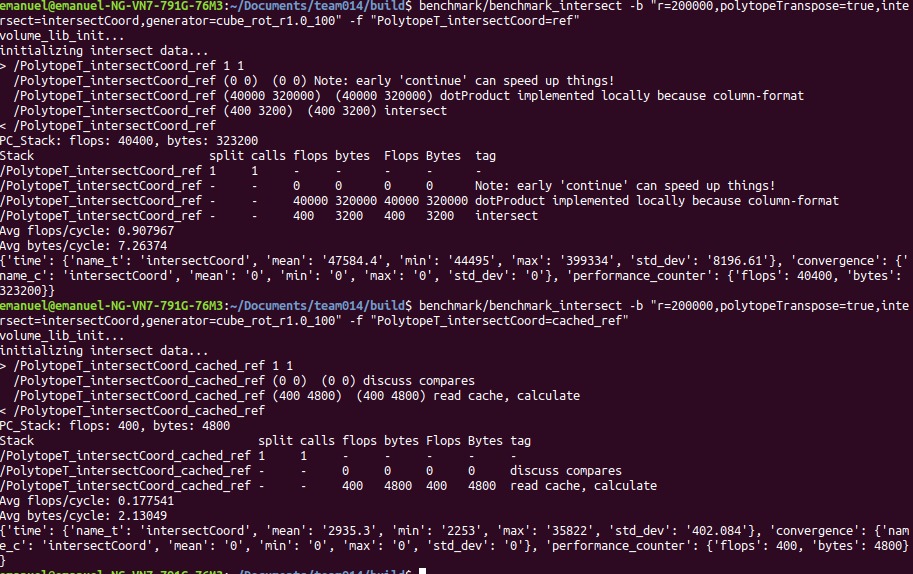 emanuel@emanuel-NG-VN7-791G-76M3:~/Documents/team014/build$ benchmark/benchmark_intersect -b "r=200000,polytopeTranspose=true,inte
rsect=intersectCoord,generator=cube_rot_r1.0_100" -f "PolytopeT_intersectCoord=ref"
volume_lib_init...
initializing intersect data...
> /PolytopeT_intersectCoord_ref 1 1
  /PolytopeT_intersectCoord_ref (0 0)  (0 0) Note: early 'continue' can speed up things!
  /PolytopeT_intersectCoord_ref (40000 320000)  (40000 320000) dotProduct implemented locally because column-format
  /PolytopeT_intersectCoord_ref (400 3200)  (400 3200) intersect
< /PolytopeT_intersectCoord_ref
PC_Stack: flops: 40400, bytes: 323200
Stack                         split calls flops bytes  Flops Bytes  tag
/PolytopeT_intersectCoord_ref 1     1     -     -      -     -      -
/PolytopeT_intersectCoord_ref -     -     0     0      0     0      Note: early 'continue' can speed up things!
/PolytopeT_intersectCoord_ref -     -     40000 320000 40000 320000 dotProduct implemented locally because column-format
/PolytopeT_intersectCoord_ref -     -     400   3200   400   3200   intersect
Avg flops/cycle: 0.907967
Avg bytes/cycle: 7.26374
{'time': {'name_t': 'intersectCoord', 'mean': '47584.4', 'min': '44495', 'max': '399334', 'std_dev': '8196.61'}, 'convergence': {'
name_c': 'intersectCoord', 'mean': '0', 'min': '0', 'max': '0', 'std_dev': '0'}, 'performance_counter': {'flops': 40400, 'bytes':
323200}}
emanuel@emanuel-NG-VN7-791G-76M3:~/Documents/team014/build$ benchmark/benchmark_intersect -b "r=200000,polytopeTranspose=true,inte
rsect=intersectCoord,generator=cube_rot_r1.0_100" -f "PolytopeT_intersectCoord=cached_ref"
volume_lib_init...
initializing intersect data...
> /PolytopeT_intersectCoord_cached_ref 1 1
  /PolytopeT_intersectCoord_cached_ref (0 0)  (0 0) discuss compares
  /PolytopeT_intersectCoord_cached_ref (400 4800)  (400 4800) read cache, calculate
< /PolytopeT_intersectCoord_cached_ref
PC_Stack: flops: 400, bytes: 4800
Stack                                split calls flops bytes Flops Bytes tag
/PolytopeT_intersectCoord_cached_ref 1     1     -     -     -     -     -
/PolytopeT_intersectCoord_cached_ref -     -     0     0     0     0     discuss compares
/PolytopeT_intersectCoord_cached_ref -     -     400   4800  400   4800  read cache, calculate
Avg flops/cycle: 0.177541
Avg bytes/cycle: 2.13049
{'time': {'name_t': 'intersectCoord', 'mean': '2935.3', 'min': '2253', 'max': '35822', 'std_dev': '402.084'}, 'convergence': {'nam
e_c': 'intersectCoord', 'mean': '0', 'min': '0', 'max': '0', 'std_dev': '0'}, 'performance_counter': {'flops': 400, 'bytes': 4800}
}
emanuel@emanuel-NG-VN7-791G-76M3:~/Documents/team014/build$